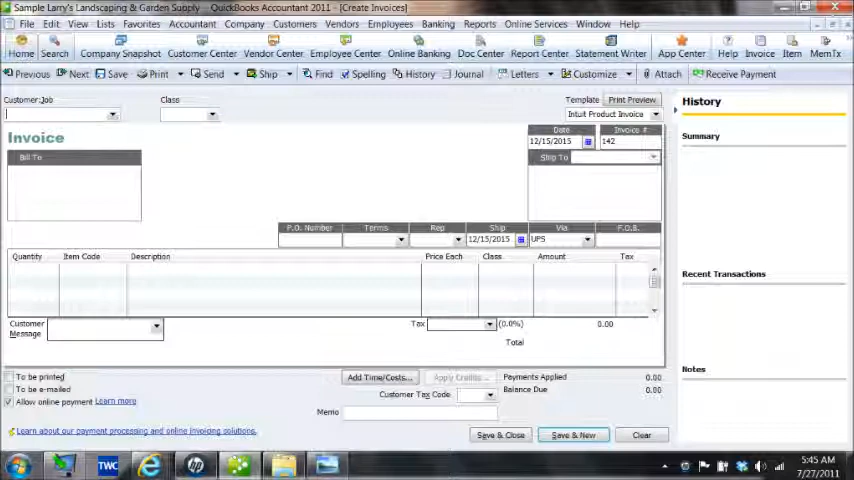 Sample Larry's Landscaping & Garden Supply - QuickBooks Accountant 2011 - [Create Invoices]
File Edit View Lists Favorites Accountant Company Customers Vendors Employees Banking Reports Online Services Window Help
Home Search Company Snapshot Customer Center Vendor Center Employee Center Online Banking Doc Center Report Center Statement Writer App Center Help Invoice Item MemTx
Previous Next Save Print Send Ship Find Spelling History Journal Letters Customize Attach Receive Payment
Customer:Job Class Template Print Preview
Intuit Product Invoice
History
Invoice
Date Invoice #
12/15/2015 142
Summary
Bill To
Ship To
P.O. Number Terms Rep Ship Via F.O.B.
12/15/2015 UPS
Quantity Item Code Description Price Each Class Amount Tax
Recent Transactions
Customer Message
Tax (0.0%) 0.00
Total
Notes
To be printed
Add Time/Costs... Apply Credits... Payments Applied 0.00
To be e-mailed
Customer Tax Code Balance Due 0.00
Allow online payment Learn more
Memo
Learn about our payment processing and online invoicing solutions.
Save & Close Save & New Clear
TWC hp
5:45 AM
7/27/2011